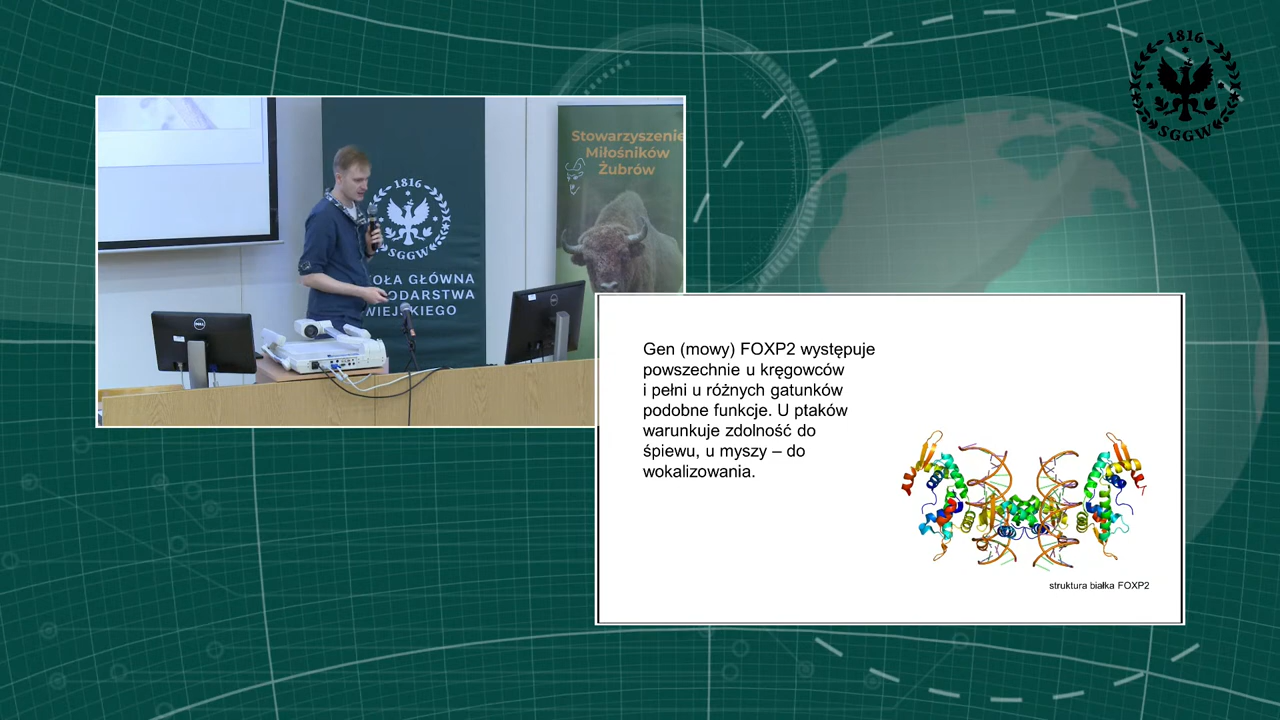 1816
SGGW
Stowarzyszenie
Miłośników
Żubrów
1816
SGGW
OŁA GŁÓWNA
ODARSTWA
WIEJSKIEGO
DELL
Gen (mowy) FOXP2 występuje
powszechnie u kręgowców
i pełni u różnych gatunków
podobne funkcje. U ptaków
warunkuje zdolność do
śpiewu, u myszy – do
wokalizowania.
struktura białka FOXP2